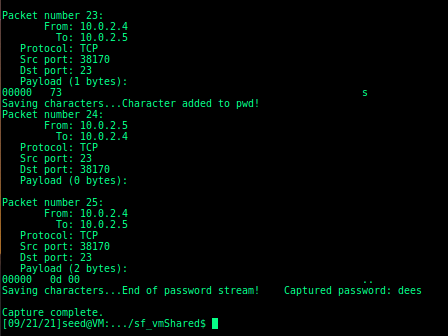 Packet number 23:
From: 10.0.2.4
To: 10.0.2.5
Protocol: TCP
Src port: 38170
Dst port: 23
Payload (1 bytes):
00000 73 s
Saving characters...Character added to pwd!
Packet number 24:
From: 10.0.2.5
To: 10.0.2.4
Protocol: TCP
Src port: 23
Dst port: 38170
Payload (0 bytes):
Packet number 25:
From: 10.0.2.4
To: 10.0.2.5
Protocol: TCP
Src port: 38170
Dst port: 23
Payload (2 bytes):
00000 0d 00 ..
Saving characters...End of password stream! Captured password: dees
Capture complete.
[09/21/21]seed@VM:.../sf_vmShared$